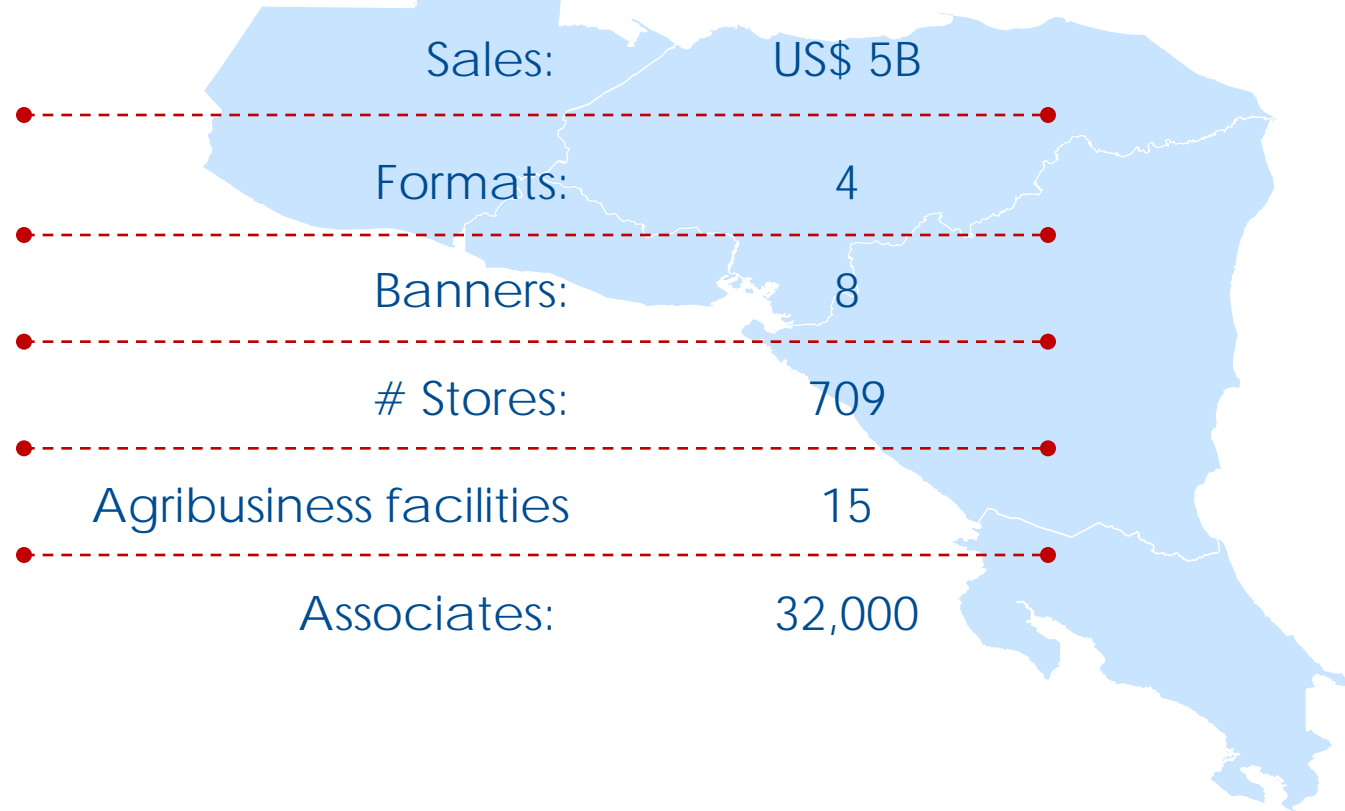 Sales: US$ 5B
Formats: 4
Banners: 8
# Stores: 709
Agribusiness facilities 15
Associates: 32,000